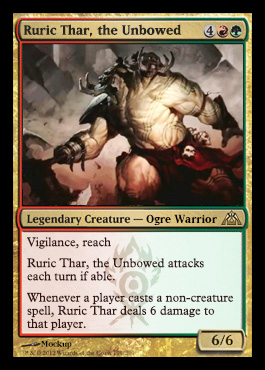 Ruric Thar, the Unbowed 4
Legendary Creature — Ogre Warrior
Vigilance, reach
Ruric Thar, the Unbowed attacks
each turn if able.
Whenever a player casts a non-creature
spell, Ruric Thar deals 6 damage to
that player.
6/6
Mockup